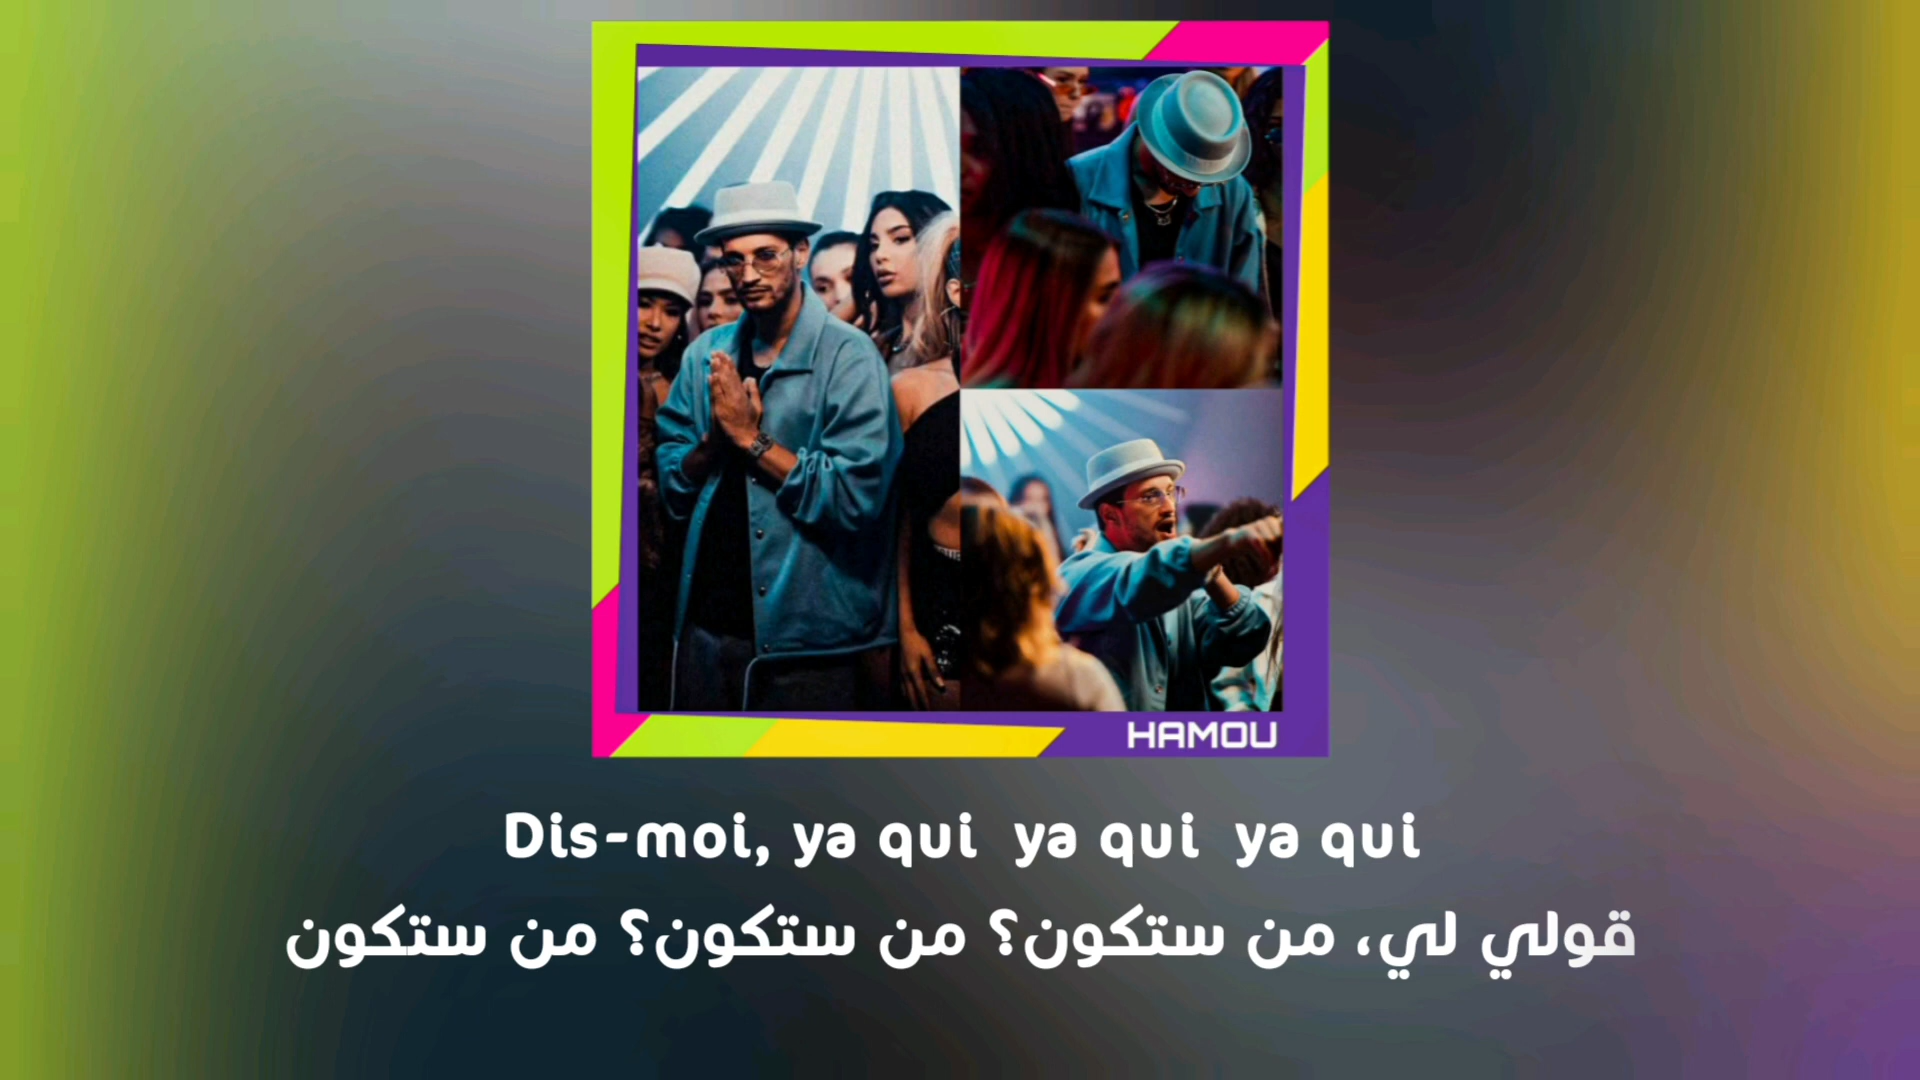 HAMOU
Dis-moi, ya qui ya qui ya qui
قولي لي، من ستكون؟ من ستكون؟ من ستكون